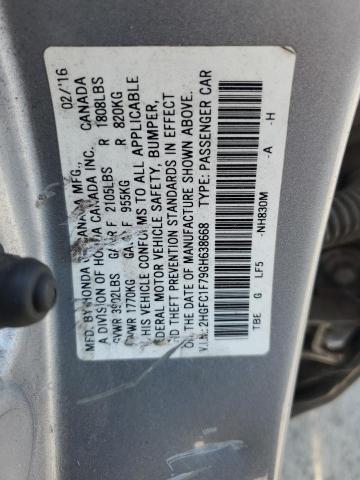 MFD. BY HONDA CANADA MFG., 02/'16
A DIVISION OF HONDA CANADA INC. CANADA
GVWR 3902LBS GAWR F 2105LBS R 1808LBS
GVWR 1770KG GAWR F 955KG R 820KG
THIS VEHICLE CONFORMS TO ALL APPLICABLE
FEDERAL MOTOR VEHICLE SAFETY, BUMPER,
AND THEFT PREVENTION STANDARDS IN EFFECT
ON THE DATE OF MANUFACTURE SHOWN ABOVE.
V.I.N.: 2HGFC1F79GH638668 TYPE: PASSENGER CAR
-NH830M -A -H
TBE G LF5